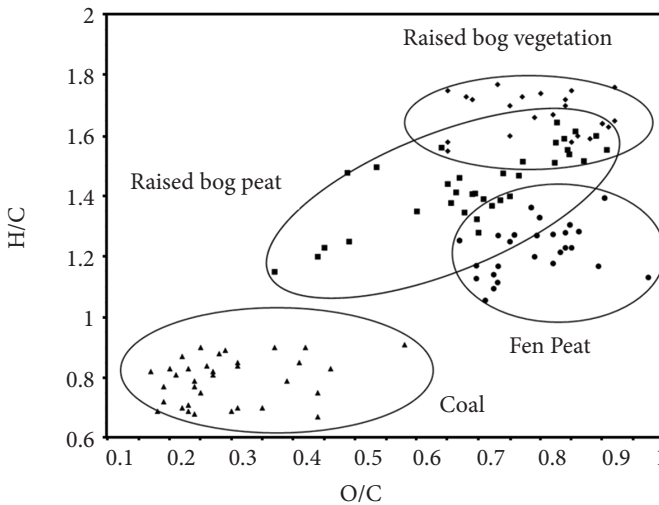 2
Raised bog vegetation
1.8
1.6
Raised bog peat
1.4
H/C
1.2
1
Fen Peat
0.8
Coal
0.6
0.1 0.2 0.3 0.4 0.5 0.6 0.7 0.8 0.9 1
O/C